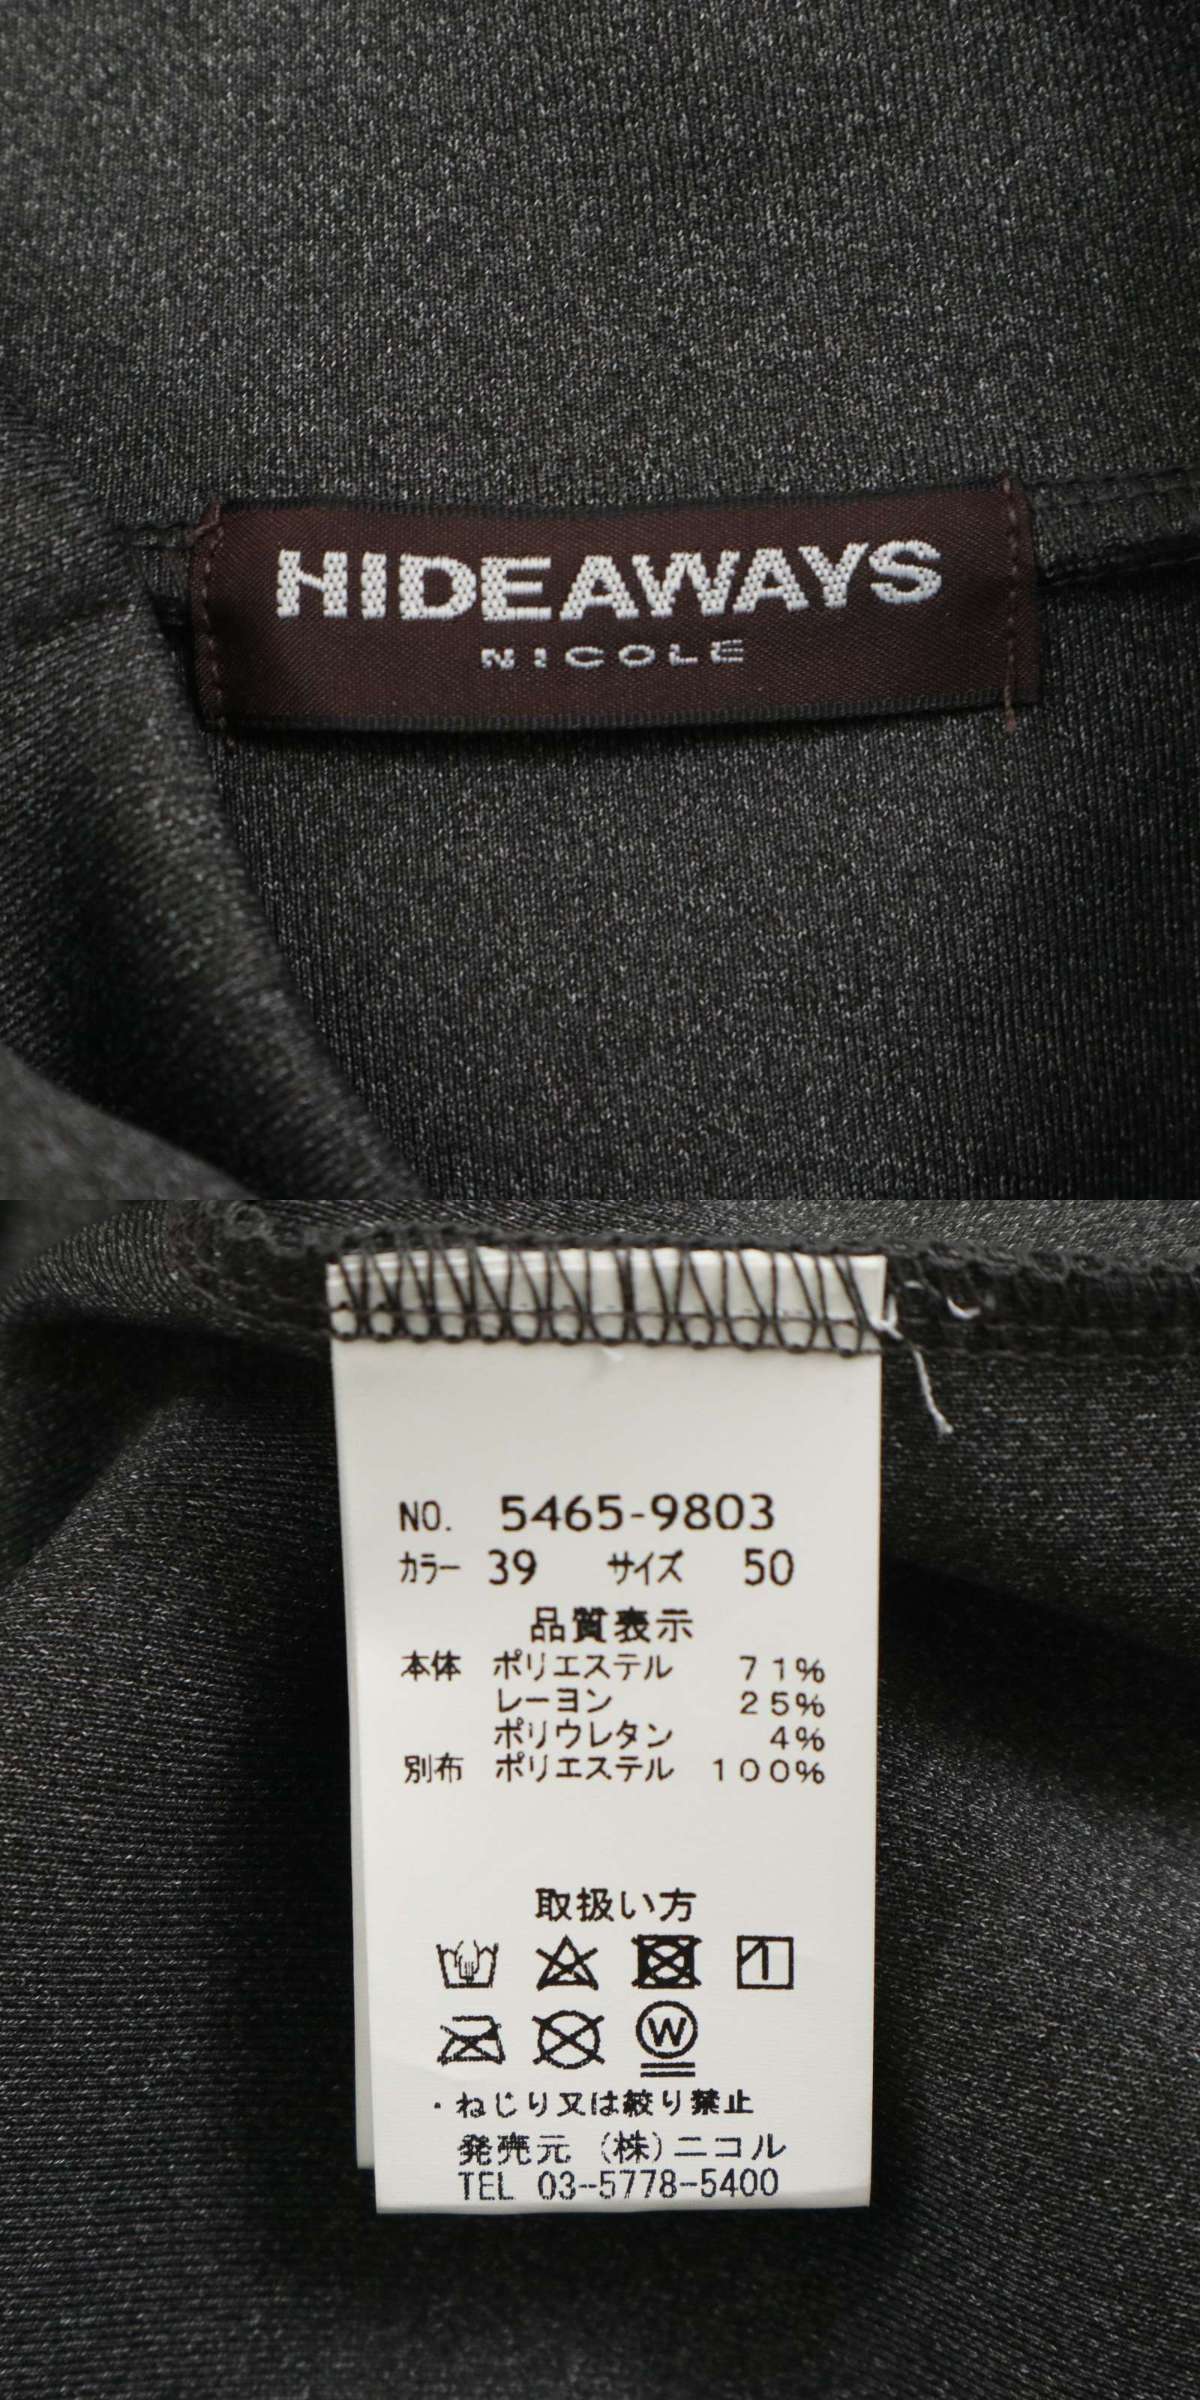 HIDEAWAYS
NICOLE
NO. 5465-9803
カラー 39 サイズ 50
品質表示
本体 ポリエステル 71%
レーヨン 25%
ポリウレタン 4%
別布 ポリエステル 100%
取扱い方
W
・ねじり又は絞り禁止
発売元 (株)ニコル
TEL 03-5778-5400